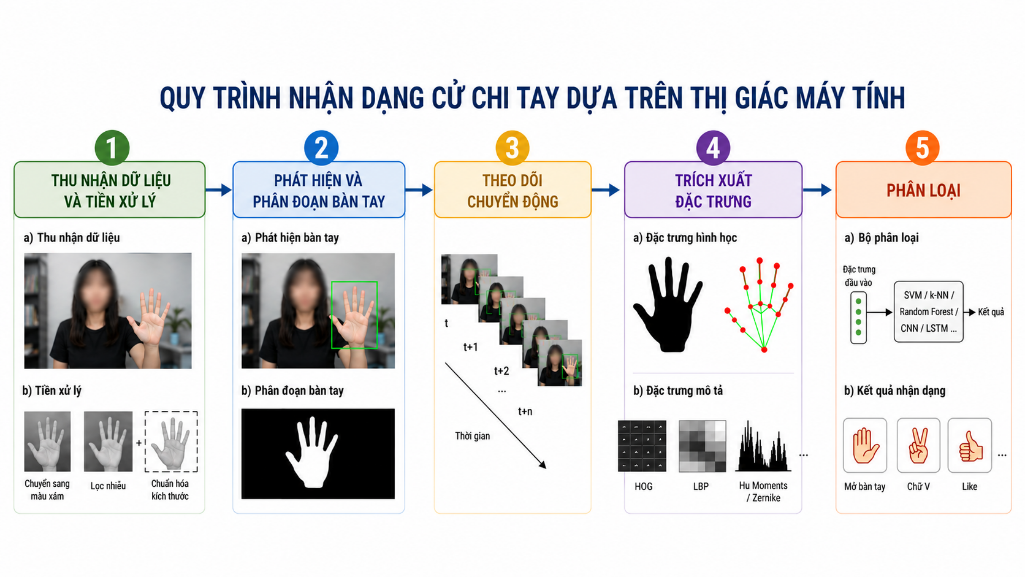 QUY TRÌNH NHẬN DẠNG CỬ CHỈ TAY DỰA TRÊN THỊ GIÁC MÁY TÍNH
1
THU NHẬN DỮ LIỆU
VÀ TIỀN XỬ LÝ
a) Thu nhận dữ liệu
b) Tiền xử lý
+
Chuyển sang
màu xám
Lọc nhiễu
Chuẩn hóa
kích thước
2
PHÁT HIỆN VÀ
PHÂN ĐOẠN BÀN TAY
a) Phát hiện bàn tay
b) Phân đoạn bàn tay
3
THEO DÕI
CHUYỂN ĐỘNG
t
t+1
t+2
...
t+n
Thời gian
4
TRÍCH XUẤT
ĐẶC TRƯNG
a) Đặc trưng hình học
b) Đặc trưng mô tả
...
HOG
LBP
Hu Moments
/ Zernike
5
PHÂN LOẠI
a) Bộ phân loại
Đặc trưng
đầu vào
SVM / k-NN /
Random Forest /
CNN / LSTM ...
Kết quả
b) Kết quả nhận dạng
...
Mở bàn tay
Chữ V
Like